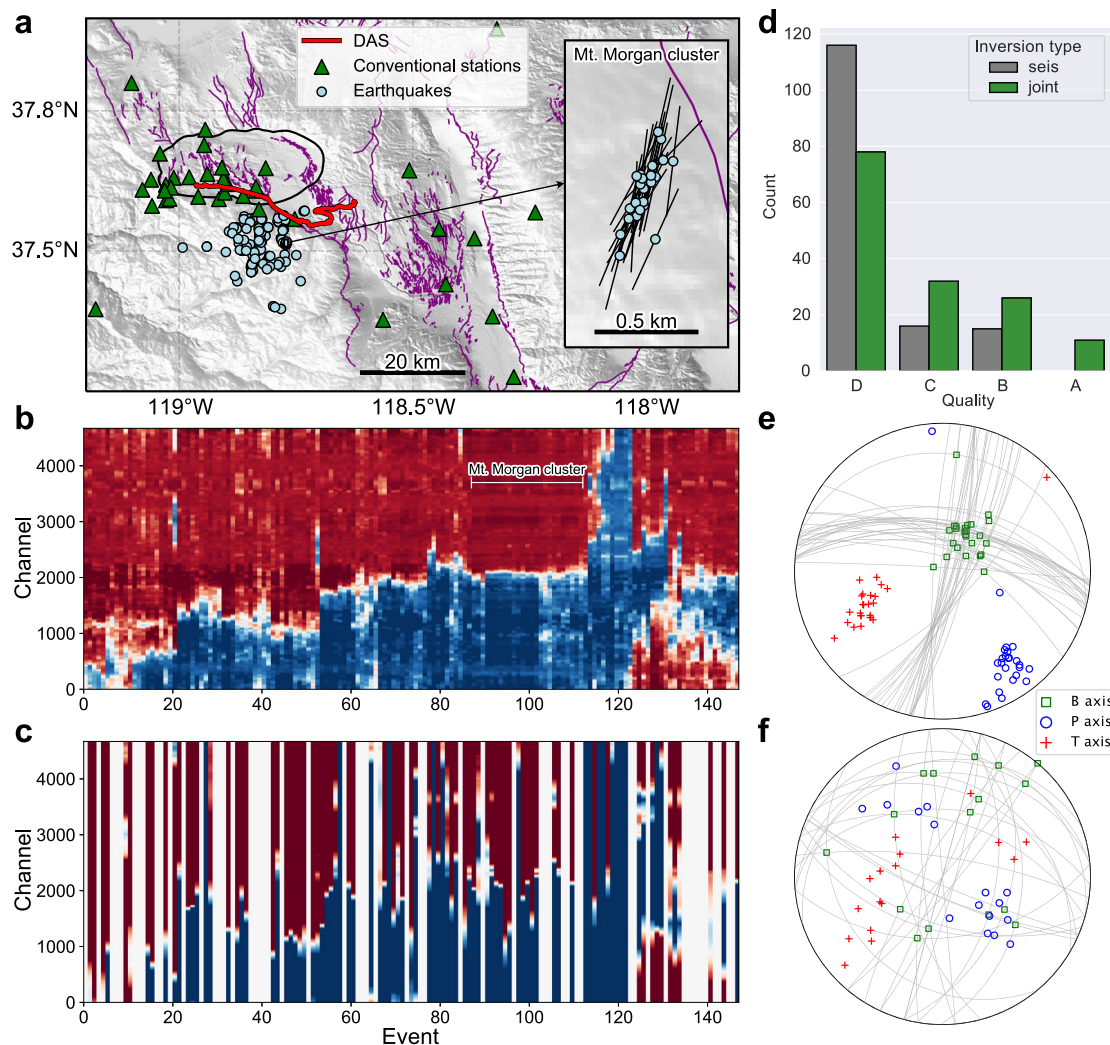 a
DAS
Conventional stations
Earthquakes
Mt. Morgan cluster
0.5 km
20 km
37.8°N
37.5°N
119°W
118.5°W
118°W
d
Inversion type
seis
joint
Count
120
100
80
60
40
20
0
D
C
B
A
Quality
b
Mt. Morgan cluster
Channel
4000
3000
2000
1000
0
0
20
40
60
80
100
120
140
c
Channel
4000
3000
2000
1000
0
0
20
40
60
80
100
120
140
Event
e
B axis
P axis
T axis
f